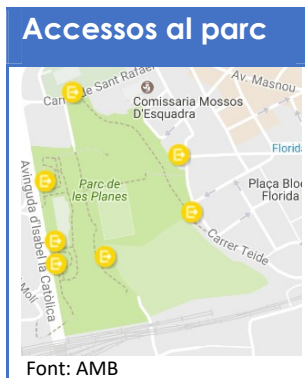 Accessos al parc
de Sant Rafael
Av. Masnou
Comissaria Mossos
D'Esquadra
Florida
Parc de
les Planes
Plaça Bloc
Florida
Avinguda d'Isabel
la Catòlica
Carrer Teide
Molí
Font: AMB